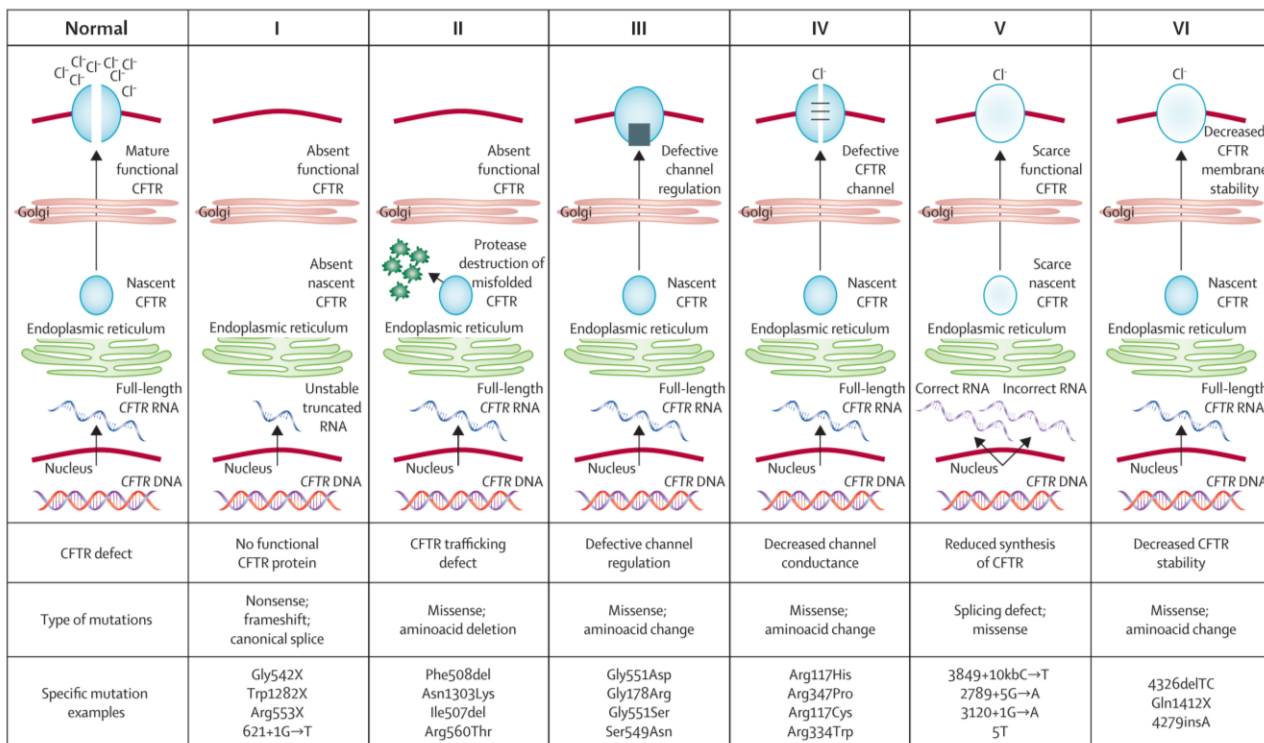 Normal
I
II
III
IV
V
VI
Cl⁻ Cl⁻ Cl⁻ Cl⁻
Cl⁻ Cl⁻
Cl⁻
Mature
functional
CFTR
Golgi
Nascent
CFTR
Endoplasmic reticulum
Full-length
CFTR RNA
Nucleus
CFTR DNA
Absent
functional
CFTR
Golgi
Absent
nascent
CFTR
Endoplasmic reticulum
Unstable
truncated
RNA
Nucleus
CFTR DNA
Absent
functional
CFTR
Golgi
Protease
destruction of
misfolded
CFTR
Endoplasmic reticulum
Full-length
CFTR RNA
Nucleus
CFTR DNA
Defective
channel
regulation
Golgi
Nascent
CFTR
Endoplasmic reticulum
Full-length
CFTR RNA
Nucleus
CFTR DNA
Cl⁻
Defective
CFTR
channel
Golgi
Nascent
CFTR
Endoplasmic reticulum
Full-length
CFTR RNA
Nucleus
CFTR DNA
Cl⁻
Scarce
functional
CFTR
Golgi
Scarce
nascent
CFTR
Endoplasmic reticulum
Correct RNA Incorrect RNA
Nucleus
CFTR DNA
Cl⁻
Decreased
CFTR
membrane
stability
Golgi
Nascent
CFTR
Endoplasmic reticulum
Full-length
CFTR RNA
Nucleus
CFTR DNA
CFTR defect
No functional
CFTR protein
CFTR trafficking
defect
Defective channel
regulation
Decreased channel
conductance
Reduced synthesis
of CFTR
Decreased CFTR
stability
Type of mutations
Nonsense;
frameshift;
canonical splice
Missense;
aminoacid deletion
Missense;
aminoacid change
Missense;
aminoacid change
Splicing defect;
missense
Missense;
aminoacid change
Specific mutation
examples
Gly542X
Trp1282X
Arg553X
621+1G→T
Phe508del
Asn1303Lys
Ile507del
Arg560Thr
Gly551Asp
Gly178Arg
Gly551Ser
Ser549Asn
Arg117His
Arg347Pro
Arg117Cys
Arg334Trp
3849+10kbC→T
2789+5G→A
3120+1G→A
5T
4326delTC
Gln1412X
4279insA